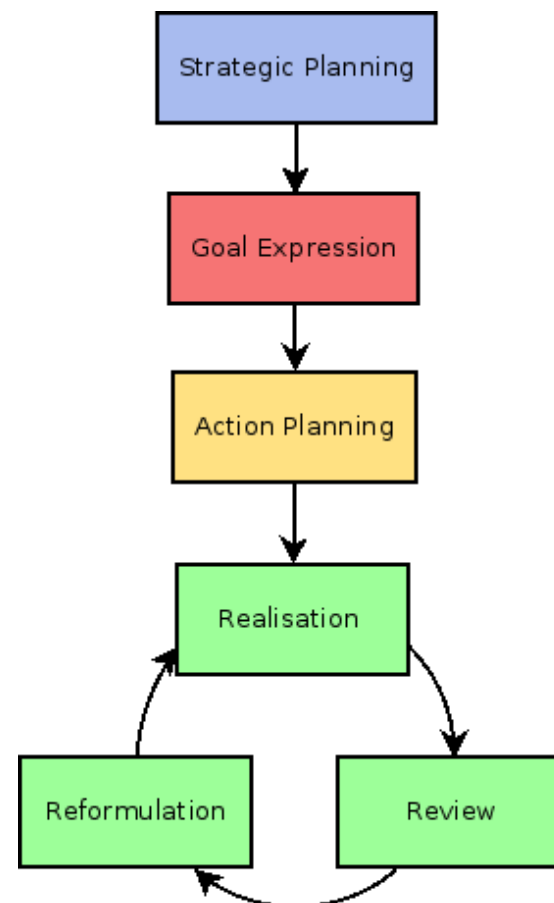 Strategic Planning
Goal Expression
Action Planning
Realisation
Reformulation
Review